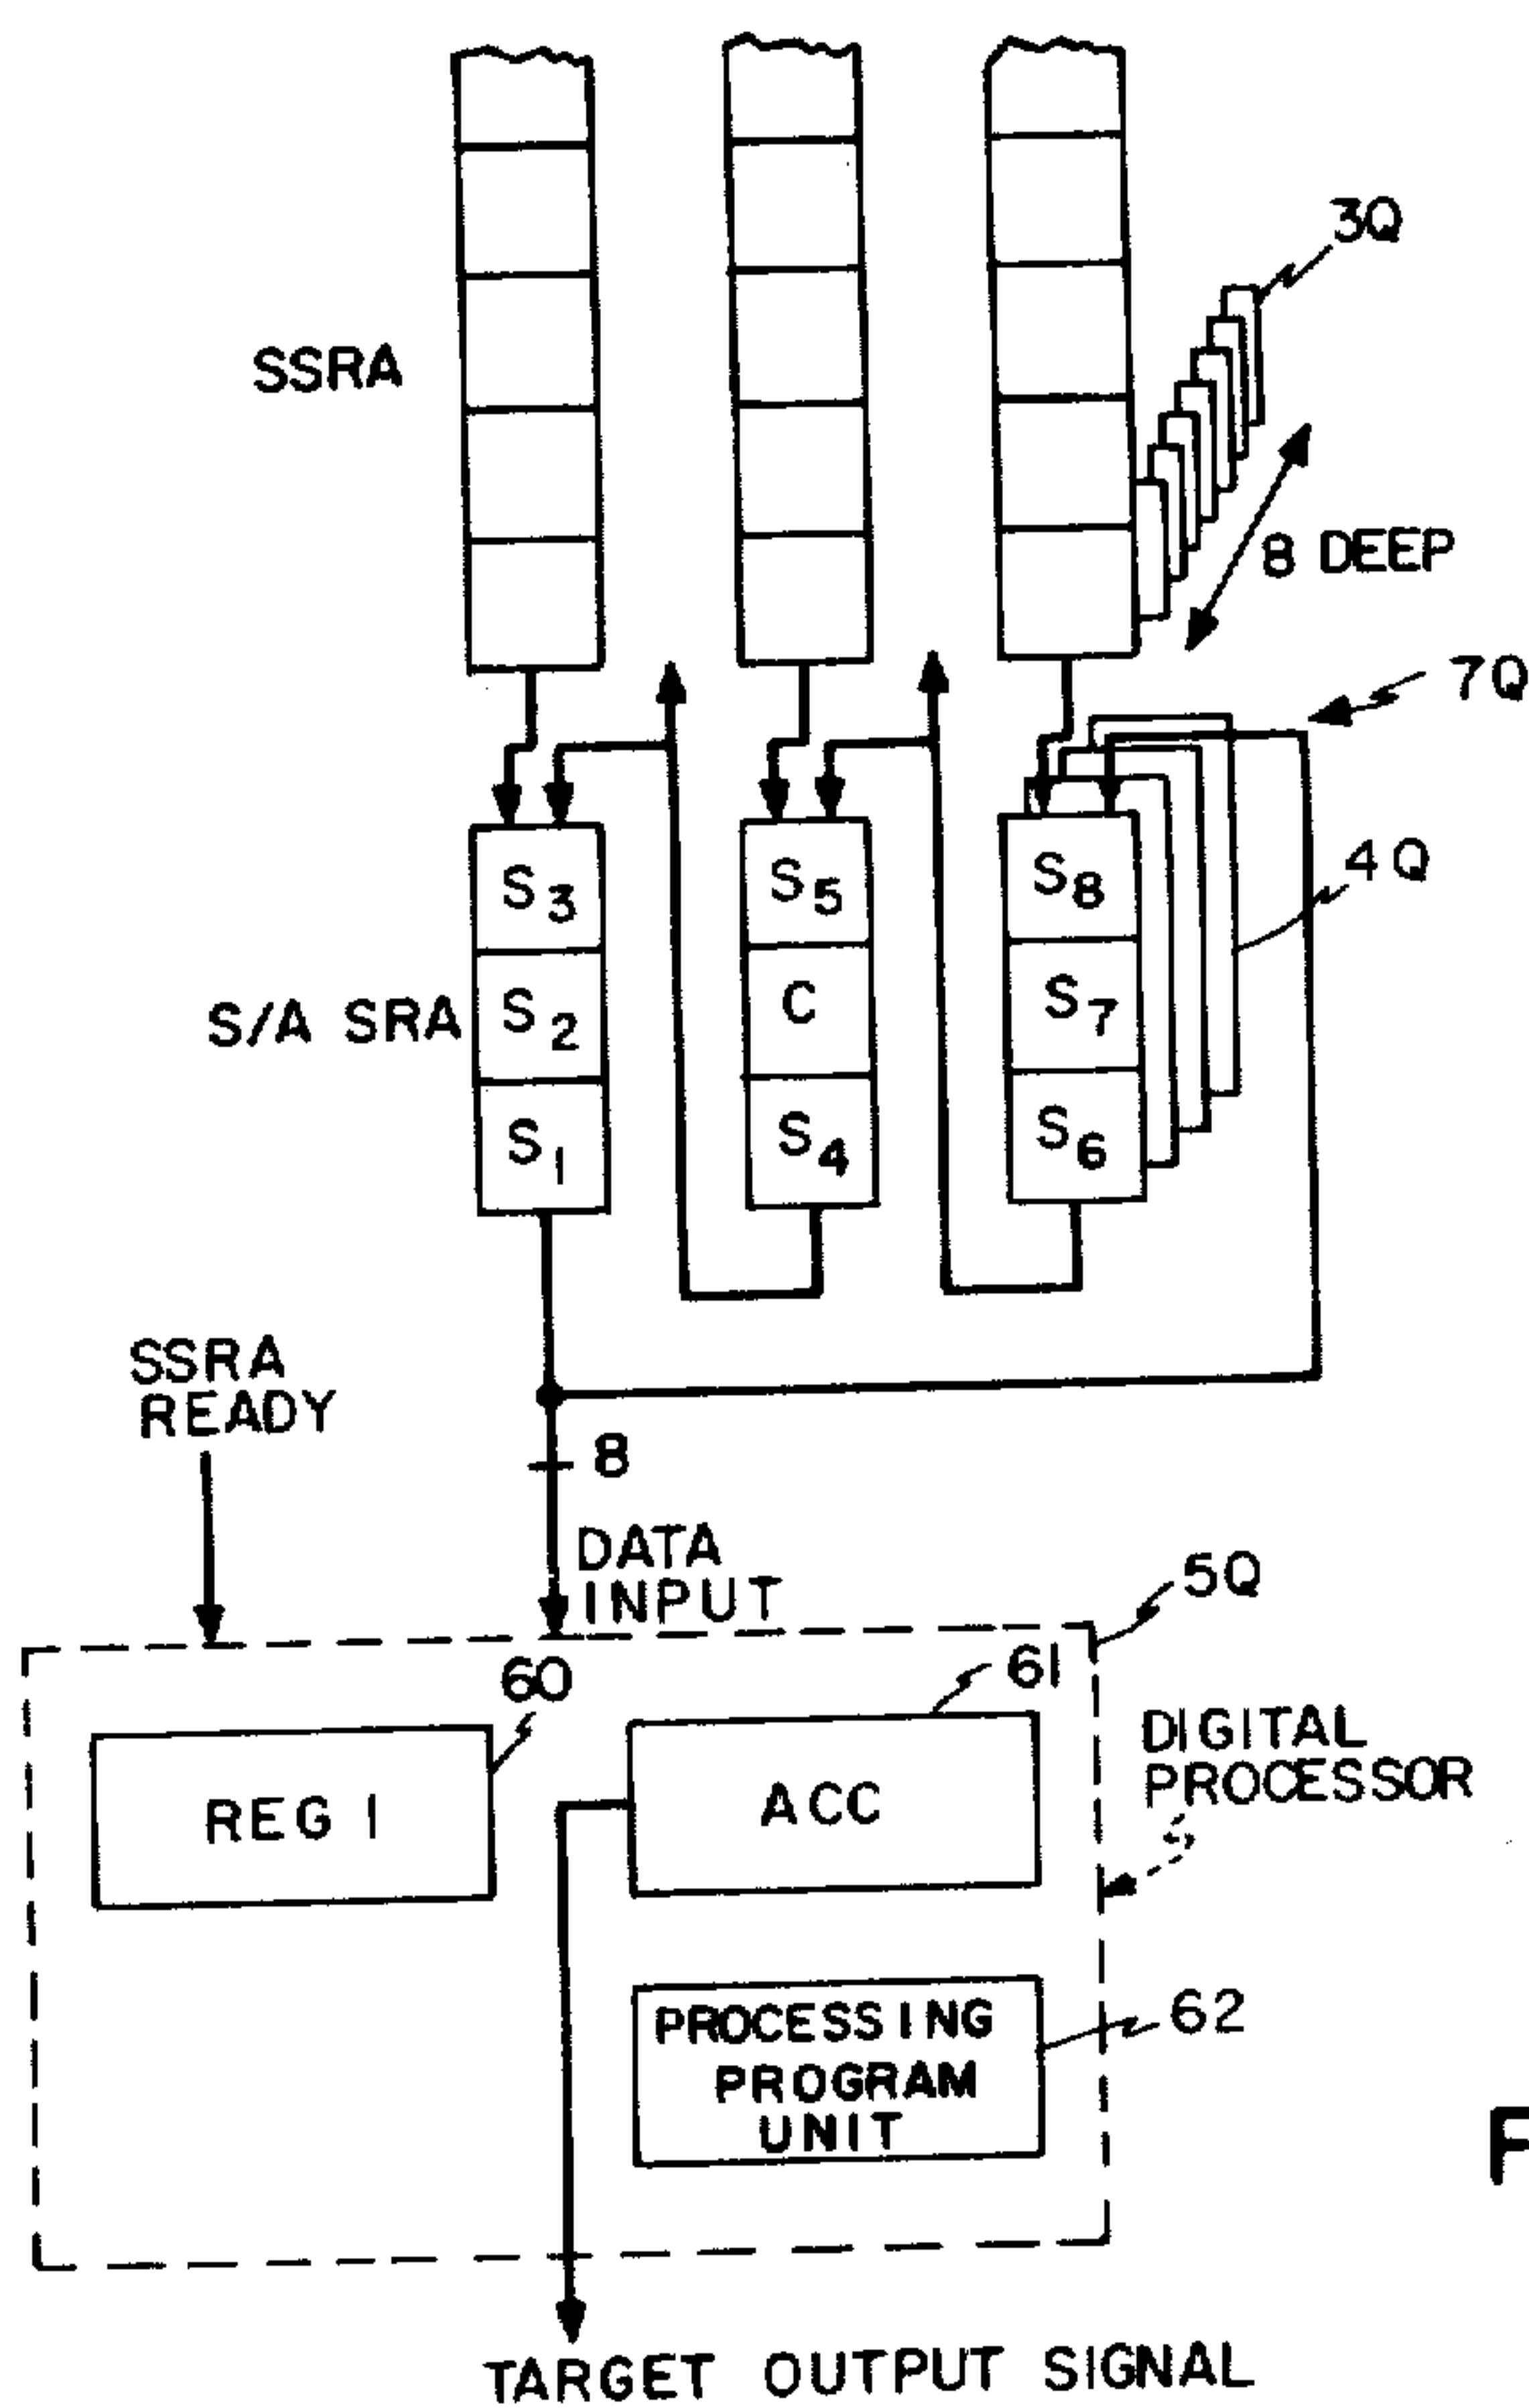 3Q
SSRA
8 DEEP
7Q
4Q
S3 S5 S8
S/A SRA S2 C S7
S1 S4 S6
SSRA
READY
8
DATA
INPUT
5Q
60
61
DIGITAL
PROCESSOR
REG 1
ACC
62
PROCESSING
PROGRAM
UNIT
F
TARGET OUTPUT SIGNAL